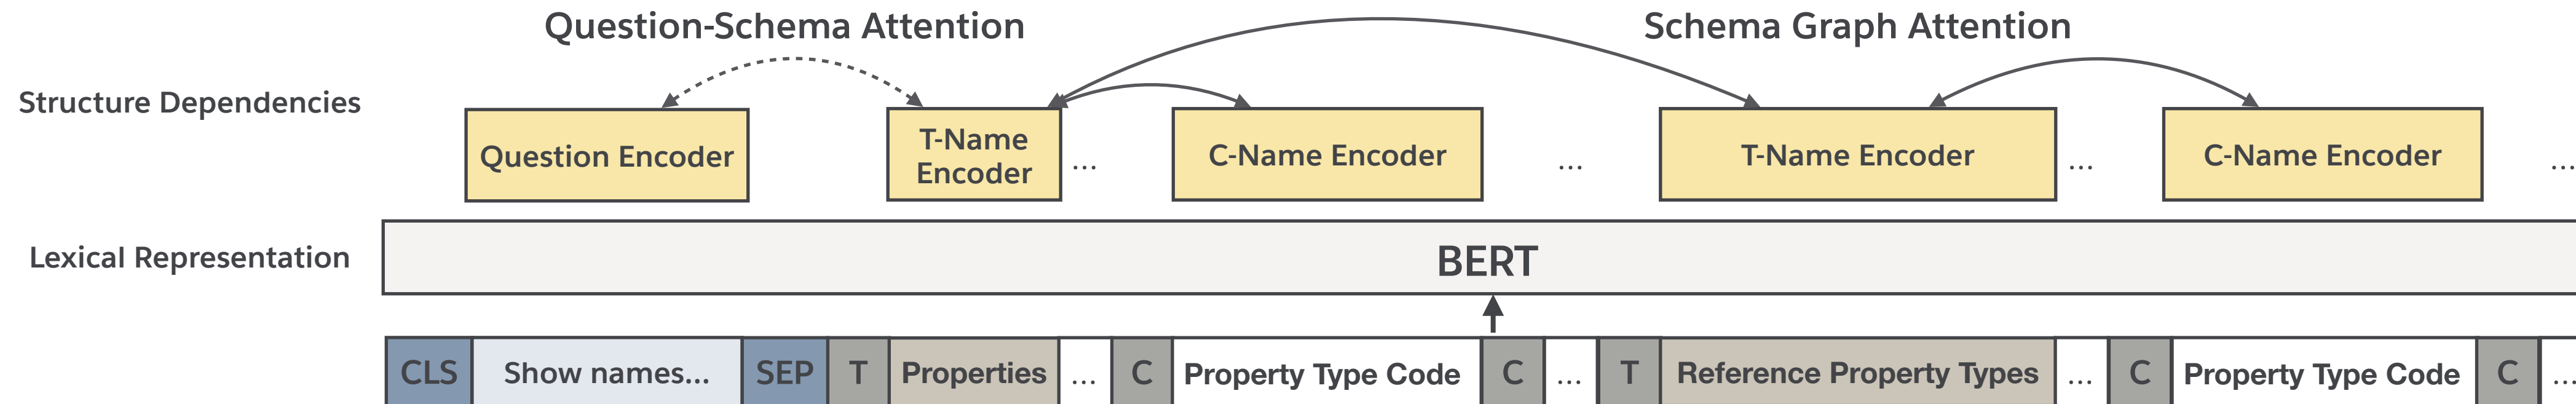 Question-Schema Attention
Schema Graph Attention
Structure Dependencies
Question Encoder
T-Name
Encoder
...
C-Name Encoder
...
T-Name Encoder
...
C-Name Encoder
...
Lexical Representation
BERT
CLS Show names... SEP T Properties ... C Property Type Code C ... T Reference Property Types ... C Property Type Code C ...